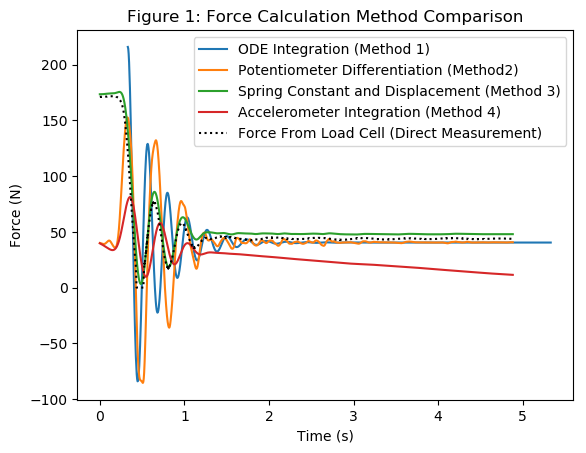 Figure 1: Force Calculation Method Comparison
ODE Integration (Method 1)
Potentiometer Differentiation (Method2)
Spring Constant and Displacement (Method 3)
Accelerometer Integration (Method 4)
Force From Load Cell (Direct Measurement)
Force (N)
200
150
100
50
0
−50
−100
0 1 2 3 4 5
Time (s)